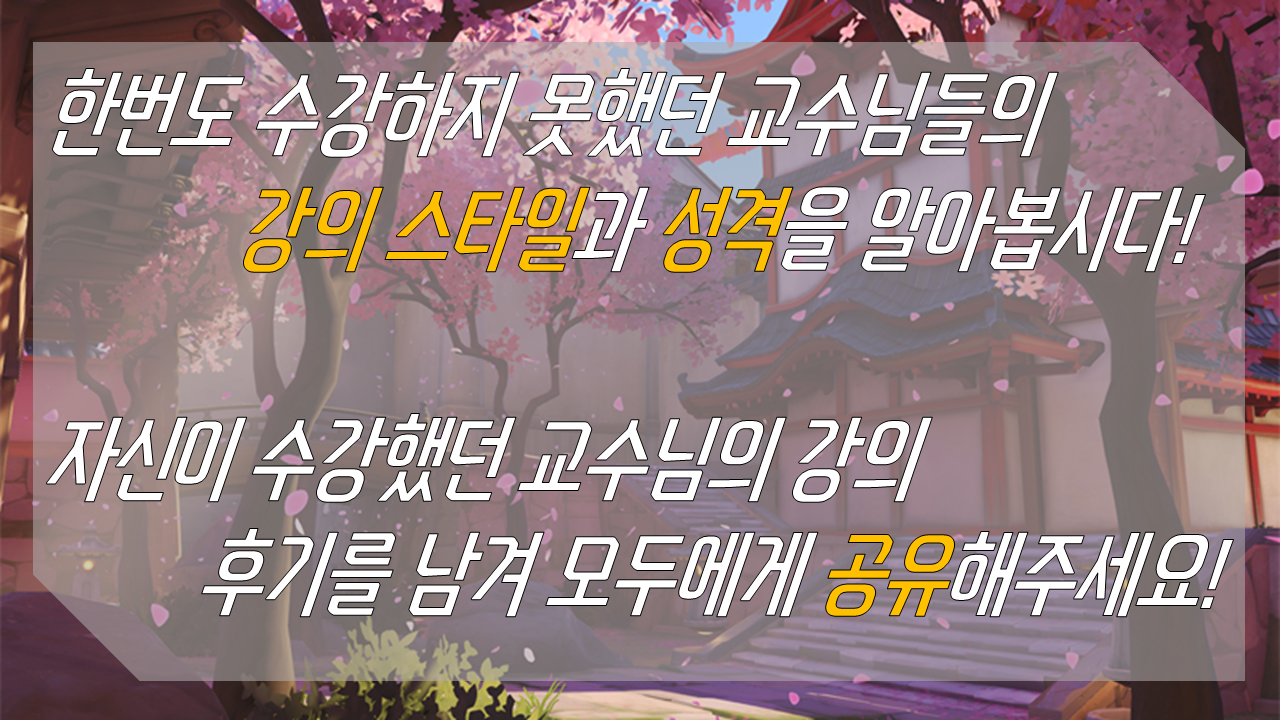 한번도 수강하지 못했던 교수님들의
강의 스타일과 성격을 알아봅시다!
자신이 수강했던 교수님의 강의
후기를 남겨 모두에게 공유해주세요!